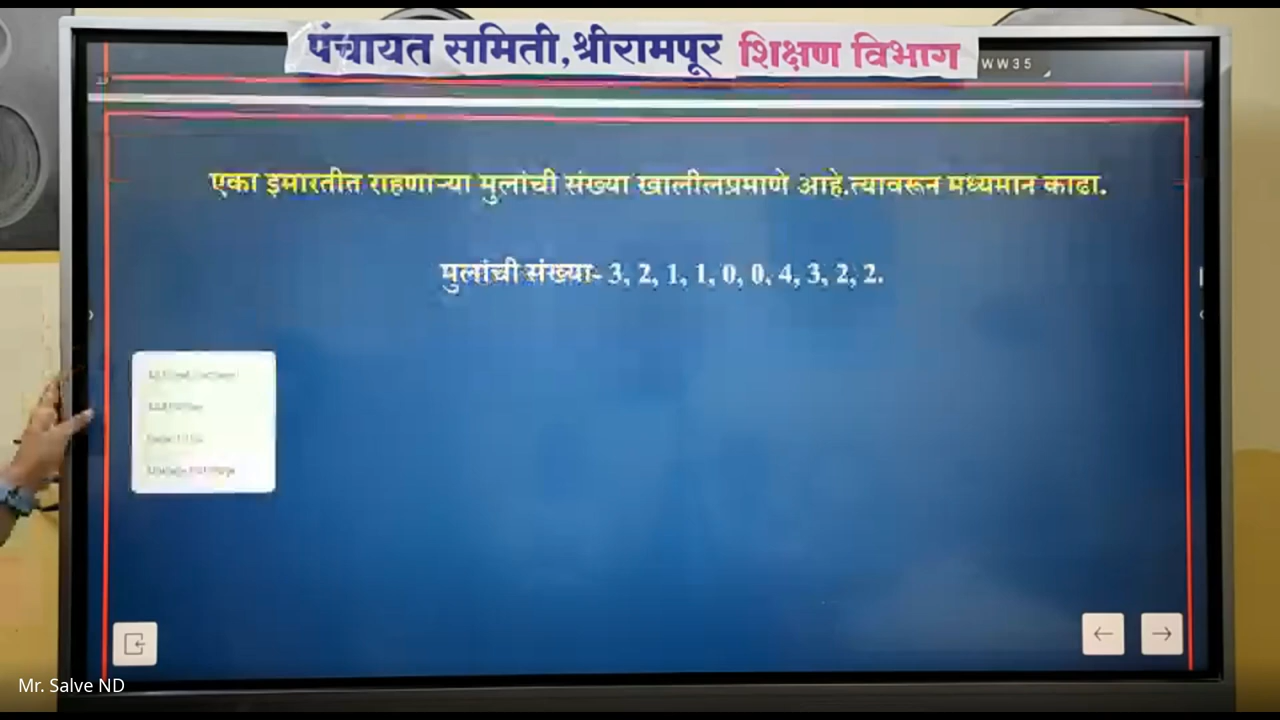 पंचायत समिती,श्रीरामपूर शिक्षण विभाग
WW35
एका इमारतीत राहणाऱ्या मुलांची संख्या खालीलप्रमाणे आहे.त्यावरून मध्यमान काढा.
मुलांची संख्या- 3, 2, 1, 1, 0, 0, 4, 3, 2, 2.
Mr. Salve ND